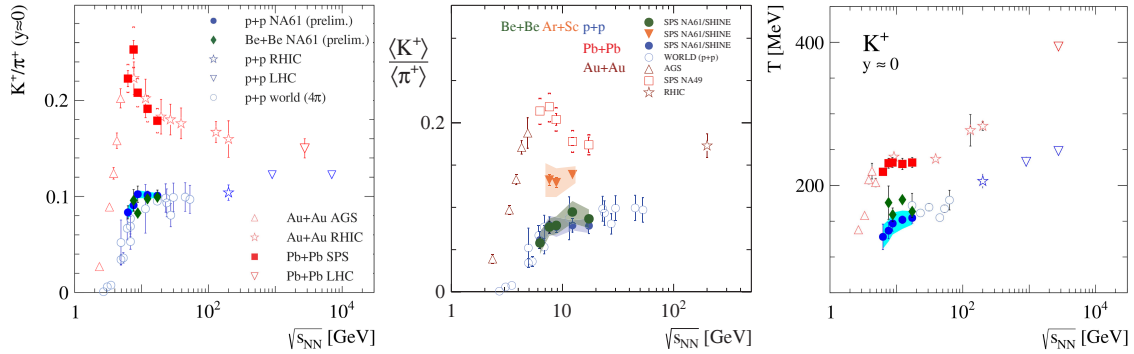 K⁺/π⁺ (y≈0)
0.2
0.1
0
1
10
10²
10⁴
√s_NN [GeV]
p+p NA61 (prelim.)
Be+Be NA61 (prelim.)
p+p RHIC
p+p LHC
p+p world (4π)
Au+Au AGS
Au+Au RHIC
Pb+Pb SPS
Pb+Pb LHC
⟨K⁺⟩
⟨π⁺⟩
0.2
0
1
10
10²
√s_NN [GeV]
Be+Be Ar+Sc p+p
Pb+Pb
Au+Au
SPS NA61/SHINE
SPS NA61/SHINE
SPS NA61/SHINE
WORLD (p+p)
AGS
SPS NA49
RHIC
T [MeV]
400
200
0
1
10²
10⁴
√s_NN [GeV]
K⁺
y ≈ 0